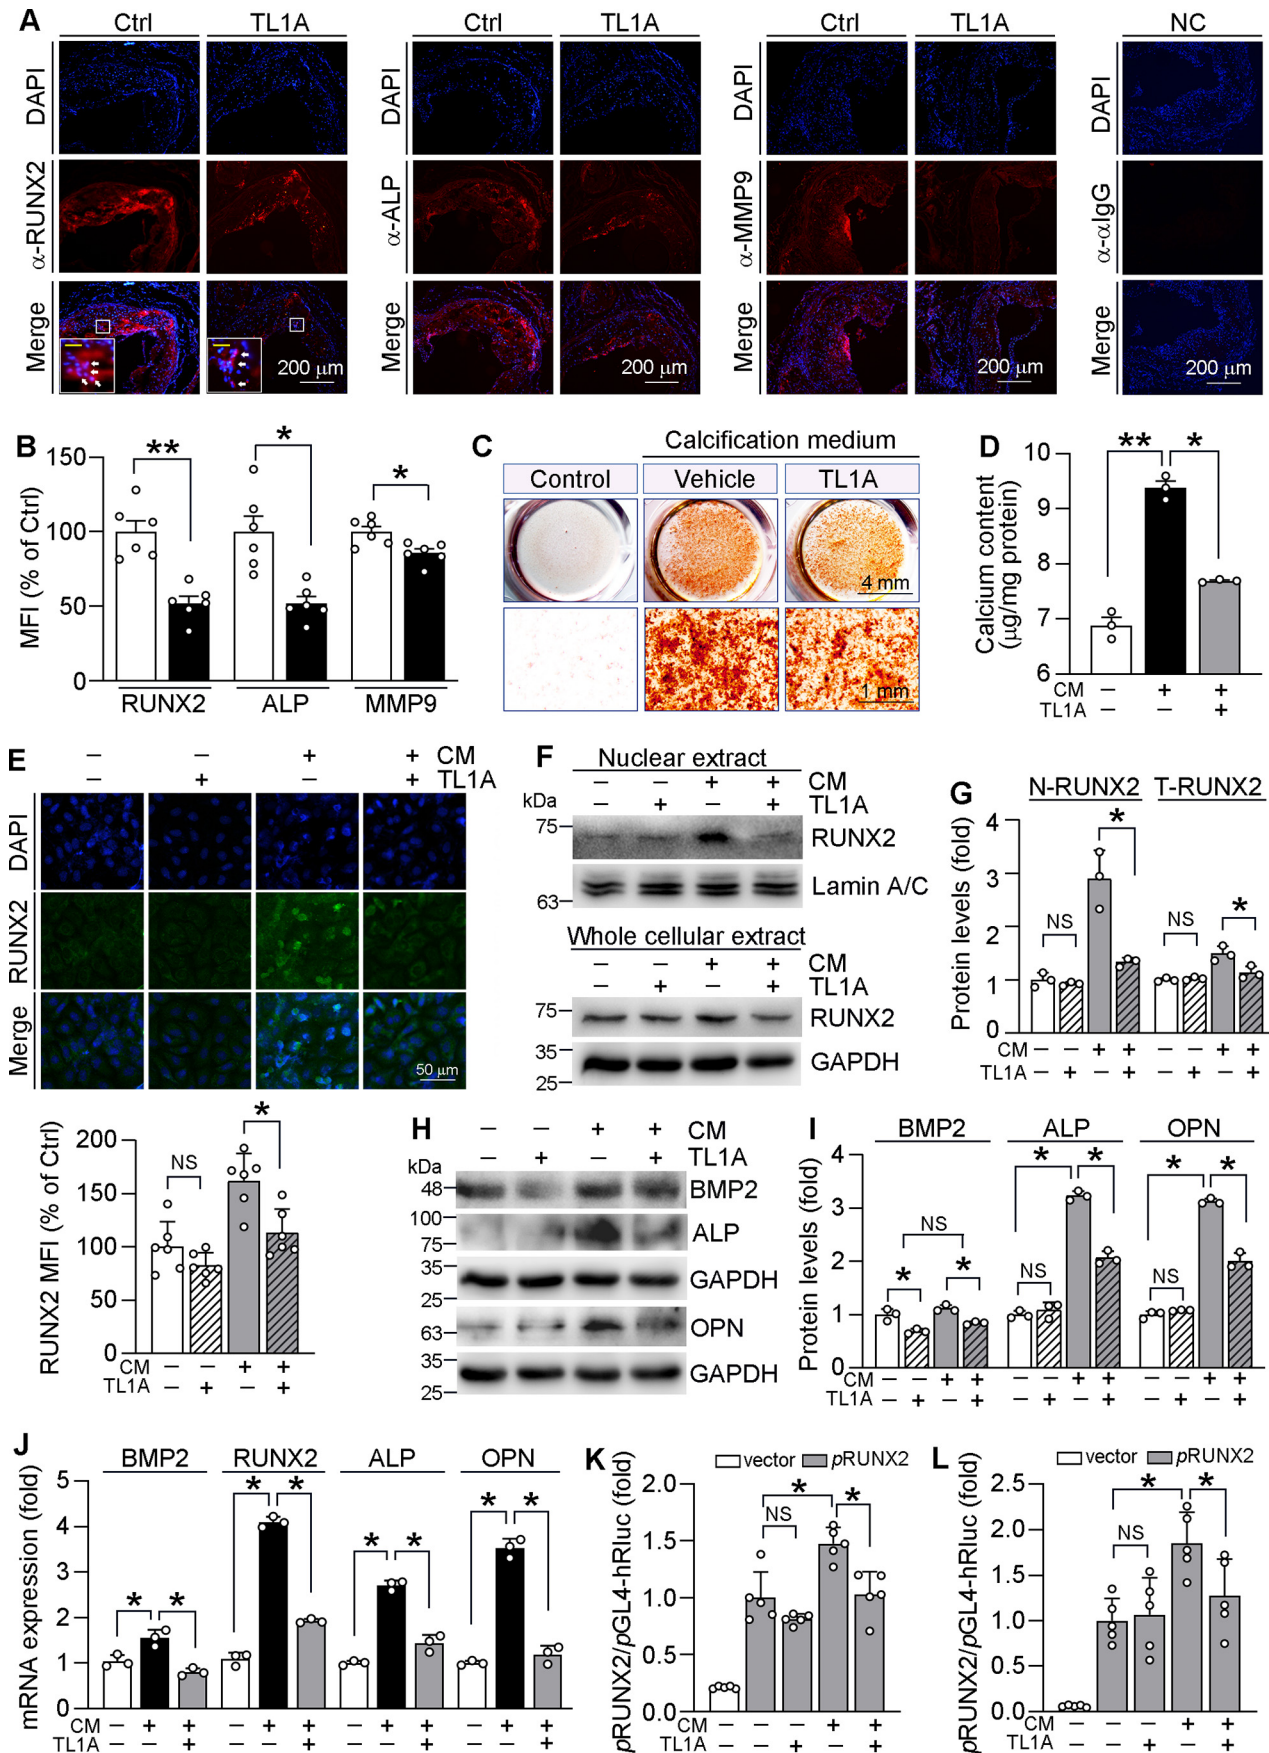 A
Ctrl TL1A Ctrl TL1A Ctrl TL1A NC
DAPI DAPI DAPI DAPI
α-RUNX2 α-ALP α-MMP9 α-αIgG
Merge Merge Merge Merge
200 μm 200 μm 200 μm 200 μm
B
MFI (% of Ctrl)
150
100
50
0
** * *
RUNX2 ALP MMP9
C
Calcification medium
Control Vehicle TL1A
4 mm
1 mm
D
Calcium content
(μg/mg protein)
10
9
8
7
6
** *
CM – + +
TL1A – – +
E
– – + + CM
– + – + TL1A
DAPI
RUNX2
Merge
50 μm
RUNX2 MFI (% of Ctrl)
200
150
100
50
0
NS *
CM – – + +
TL1A – + – +
F
Nuclear extract
– – + + CM
– + – + TL1A
kDa
75 RUNX2
Lamin A/C
63
Whole cellular extract
– – + + CM
– + – + TL1A
75 RUNX2
35 GAPDH
25
G
N-RUNX2 T-RUNX2
Protein levels (fold)
4
3
2
1
0
NS * NS *
CM – – + + – – + +
TL1A – + – + – + – +
H
– – + + CM
– + – + TL1A
kDa
48 BMP2
100 ALP
75
35 GAPDH
25
63 OPN
35 GAPDH
25
I
BMP2 ALP OPN
Protein levels (fold)
4
3
2
1
0
* NS * * NS * * NS *
CM – – + + – – + + – – + +
TL1A – + – + – + – + – + – +
J
BMP2 RUNX2 ALP OPN
mRNA expression (fold)
5
4
3
2
1
0
* * * * * * * *
CM – + + – + + – + + – + +
TL1A – – + – – + – – + – – +
K
vector pRUNX2
pRUNX2/pGL4-hRluc (fold)
2.0
1.5
1.0
0.5
0.0
NS * *
CM – – – + +
TL1A – – + – +
L
vector pRUNX2
pRUNX2/pGL4-hRluc (fold)
2.5
2.0
1.5
1.0
0.5
0.0
NS * *
CM – – – + +
TL1A – – + – +